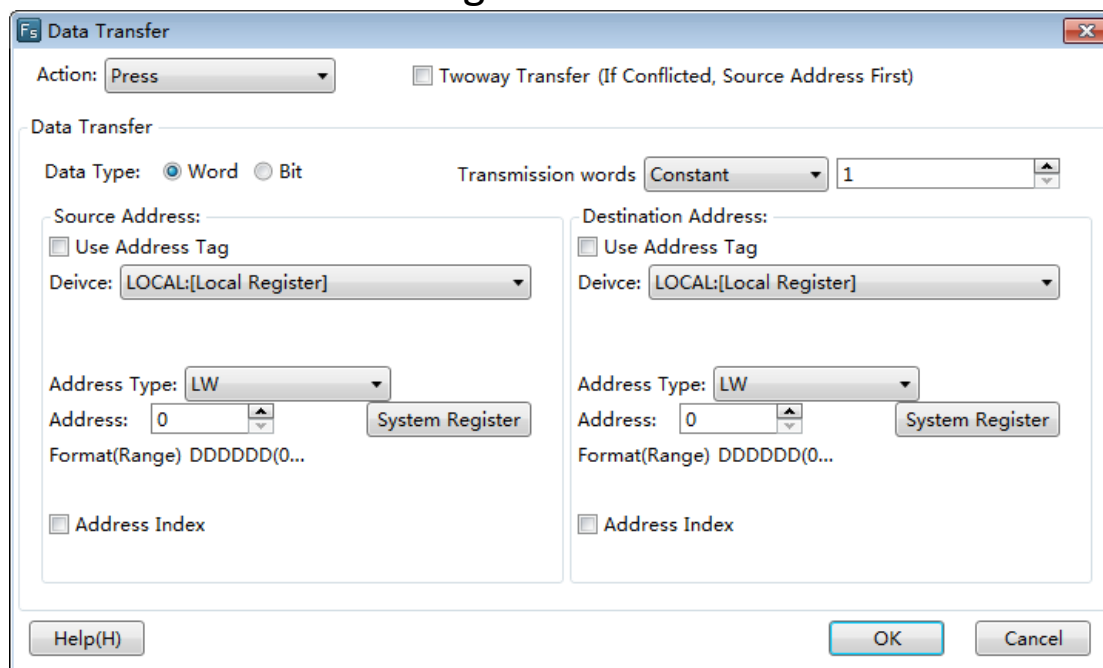 Fs Data Transfer
Action: Press Twoway Transfer (If Conflicted, Source Address First)
Data Transfer
Data Type: Word Bit Transmission words Constant 1
Source Address:
Use Address Tag
Deivce: LOCAL:[Local Register]
Address Type: LW
Address: 0 System Register
Format(Range) DDDDDD(0...
Address Index
Destination Address:
Use Address Tag
Deivce: LOCAL:[Local Register]
Address Type: LW
Address: 0 System Register
Format(Range) DDDDDD(0...
Address Index
Help(H) OK Cancel